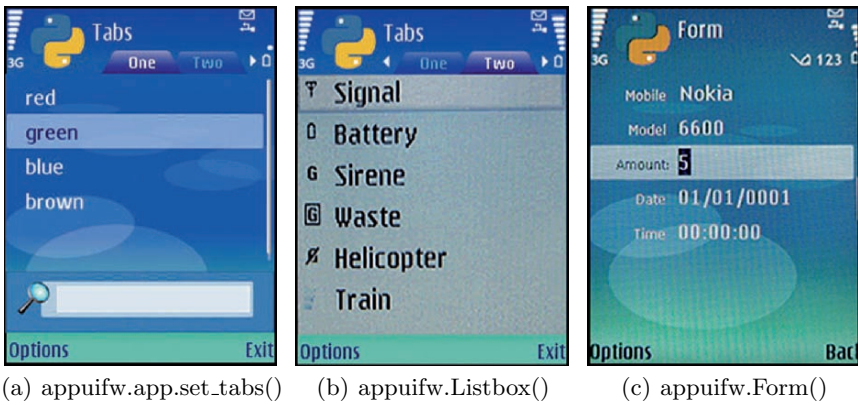 3G
Tabs
One Two
red
green
blue
brown
Options Exit
(a) appuifw.app.set_tabs()
3G
Tabs
One Two
Signal
Battery
G Sirene
G Waste
Helicopter
Train
Options Exit
(b) appuifw.Listbox()
3G
Form
123
Mobile Nokia
Model 6600
Amount: 5
Date 01/01/0001
Time 00:00:00
Options Back
(c) appuifw.Form()